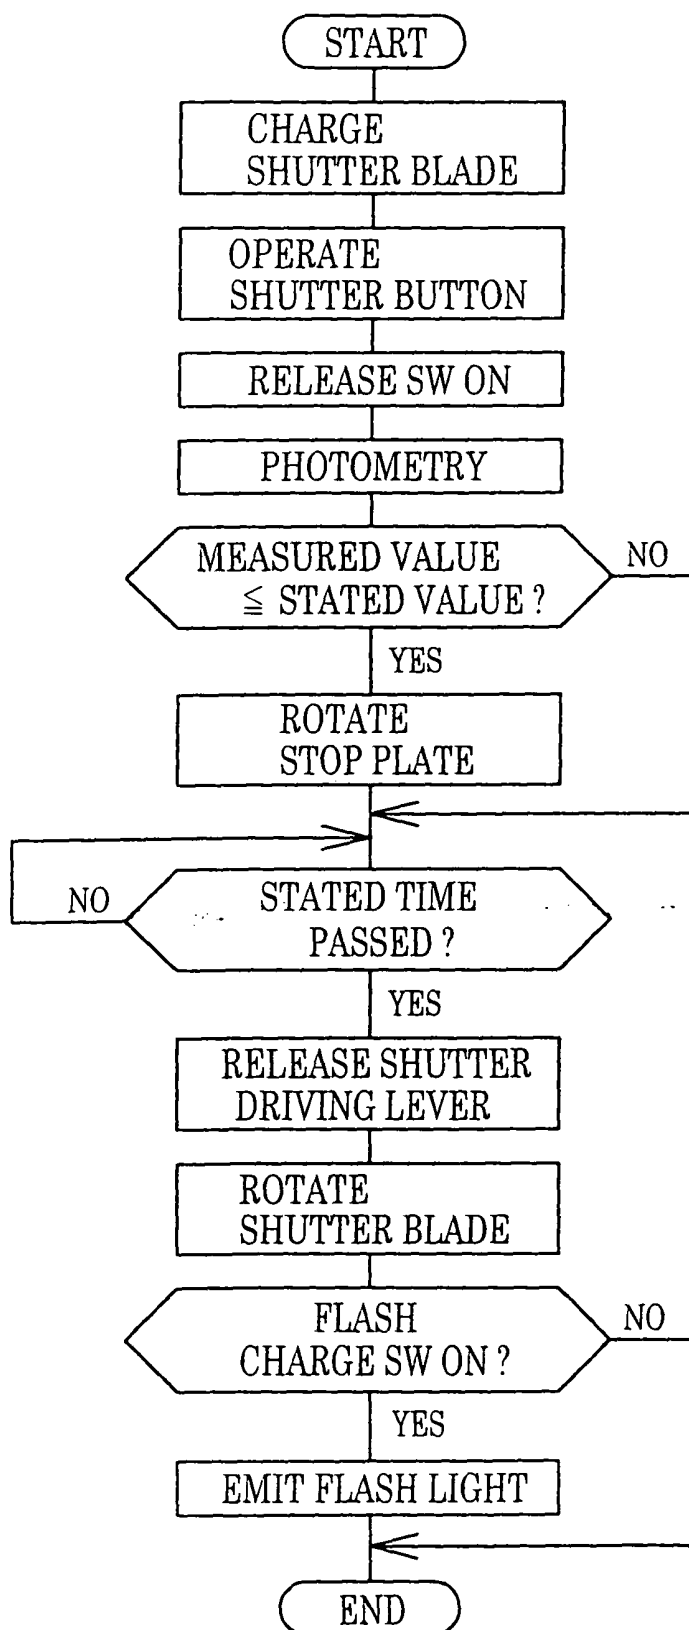 START
CHARGE
SHUTTER BLADE
OPERATE
SHUTTER BUTTON
RELEASE SW ON
PHOTOMETRY
MEASURED VALUE
≦ STATED VALUE ?
NO
YES
ROTATE
STOP PLATE
NO
STATED TIME
PASSED ?
YES
RELEASE SHUTTER
DRIVING LEVER
ROTATE
SHUTTER BLADE
FLASH
CHARGE SW ON ?
NO
YES
EMIT FLASH LIGHT
END